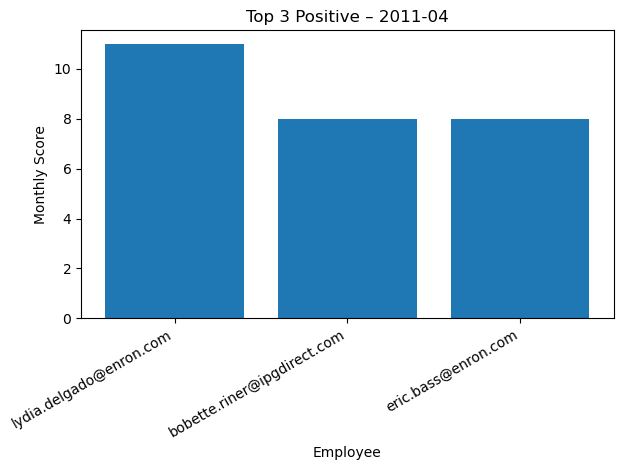 Top 3 Positive – 2011-04
Monthly Score
10
8
6
4
2
0
lydia.delgado@enron.com
bobette.riner@ipgdirect.com
eric.bass@enron.com
Employee